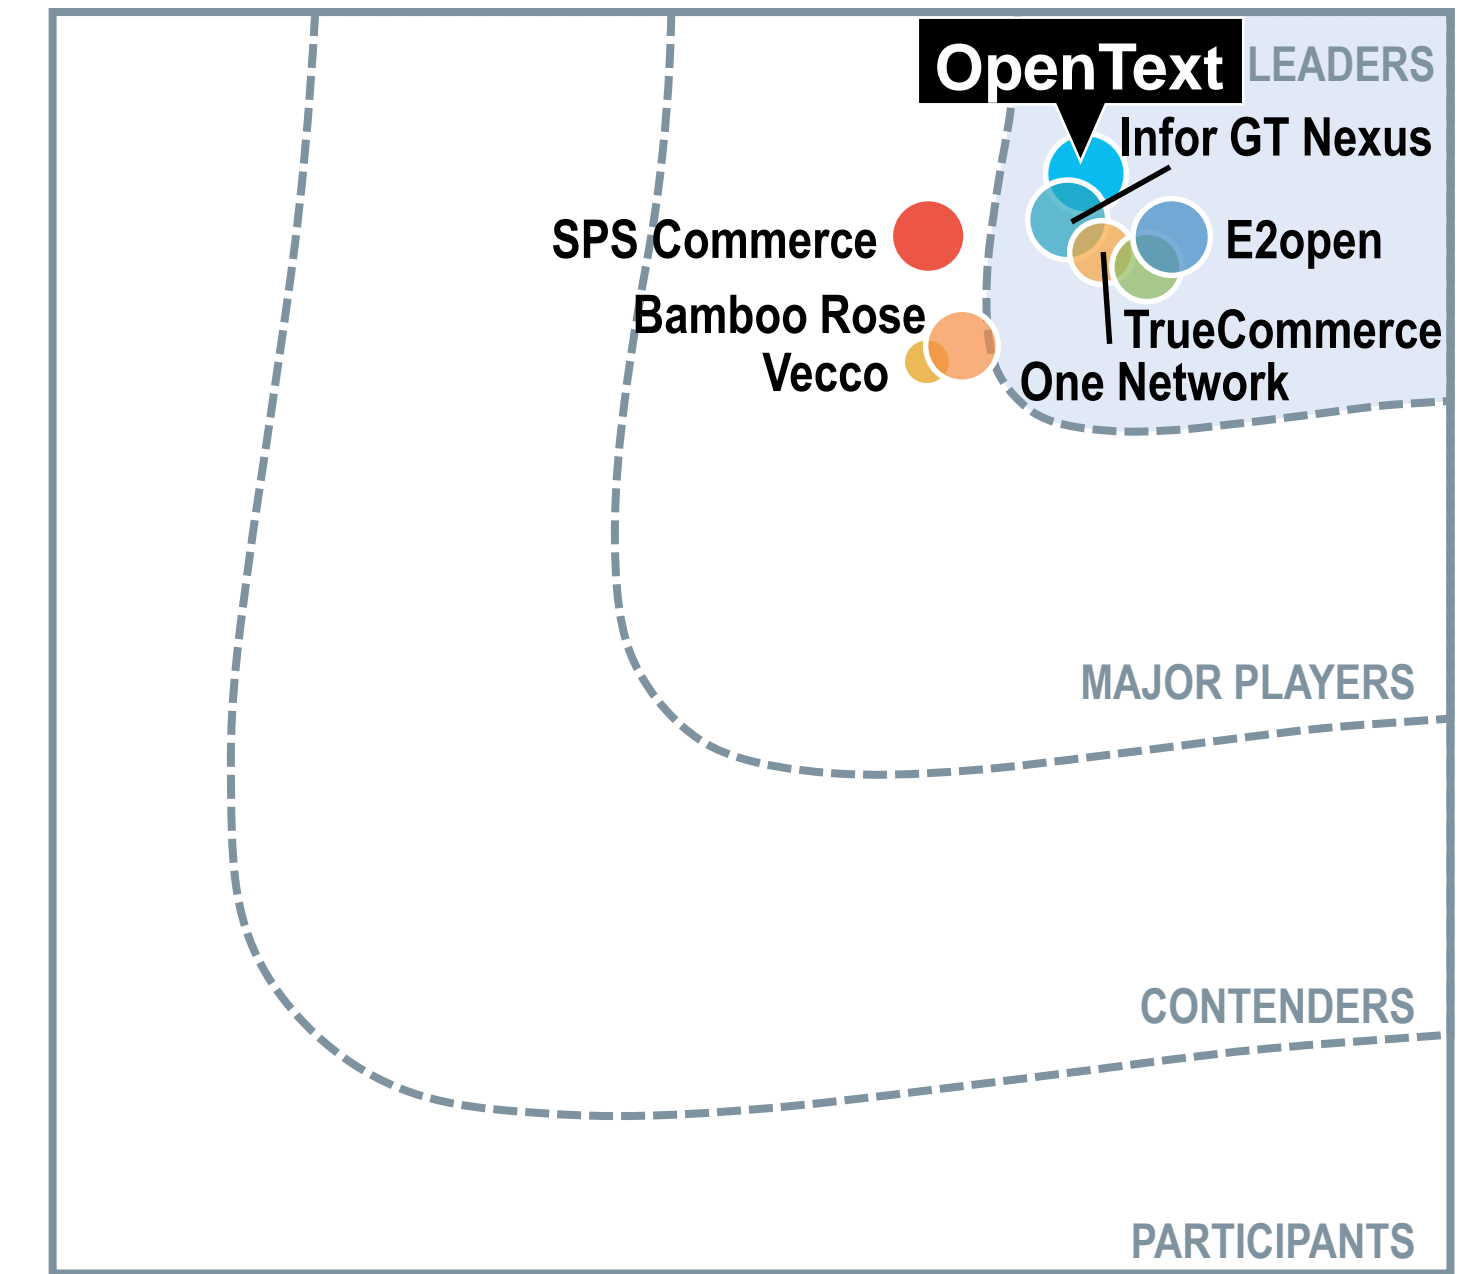 OpenText
LEADERS
Infor GT Nexus
SPS Commerce
E2open
Bamboo Rose
TrueCommerce
Vecco
One Network
MAJOR PLAYERS
CONTENDERS
PARTICIPANTS